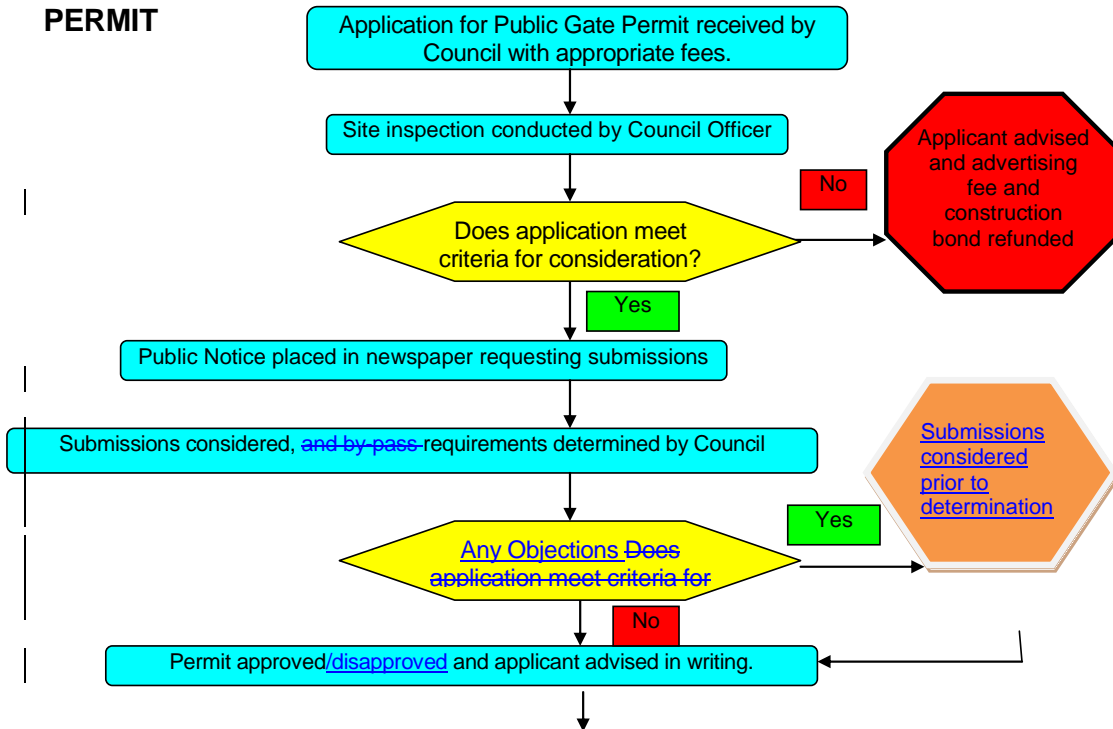 PERMIT
Application for Public Gate Permit received by
Council with appropriate fees.
Site inspection conducted by Council Officer
No
Applicant advised
and advertising
fee and
construction
bond refunded
Does application meet
criteria for consideration?
Yes
Public Notice placed in newspaper requesting submissions
Submissions considered, and by-pass requirements determined by Council
Submissions
considered
prior to
determination
Yes
Any Objections Does
application meet criteria for
No
Permit approved/disapproved and applicant advised in writing.